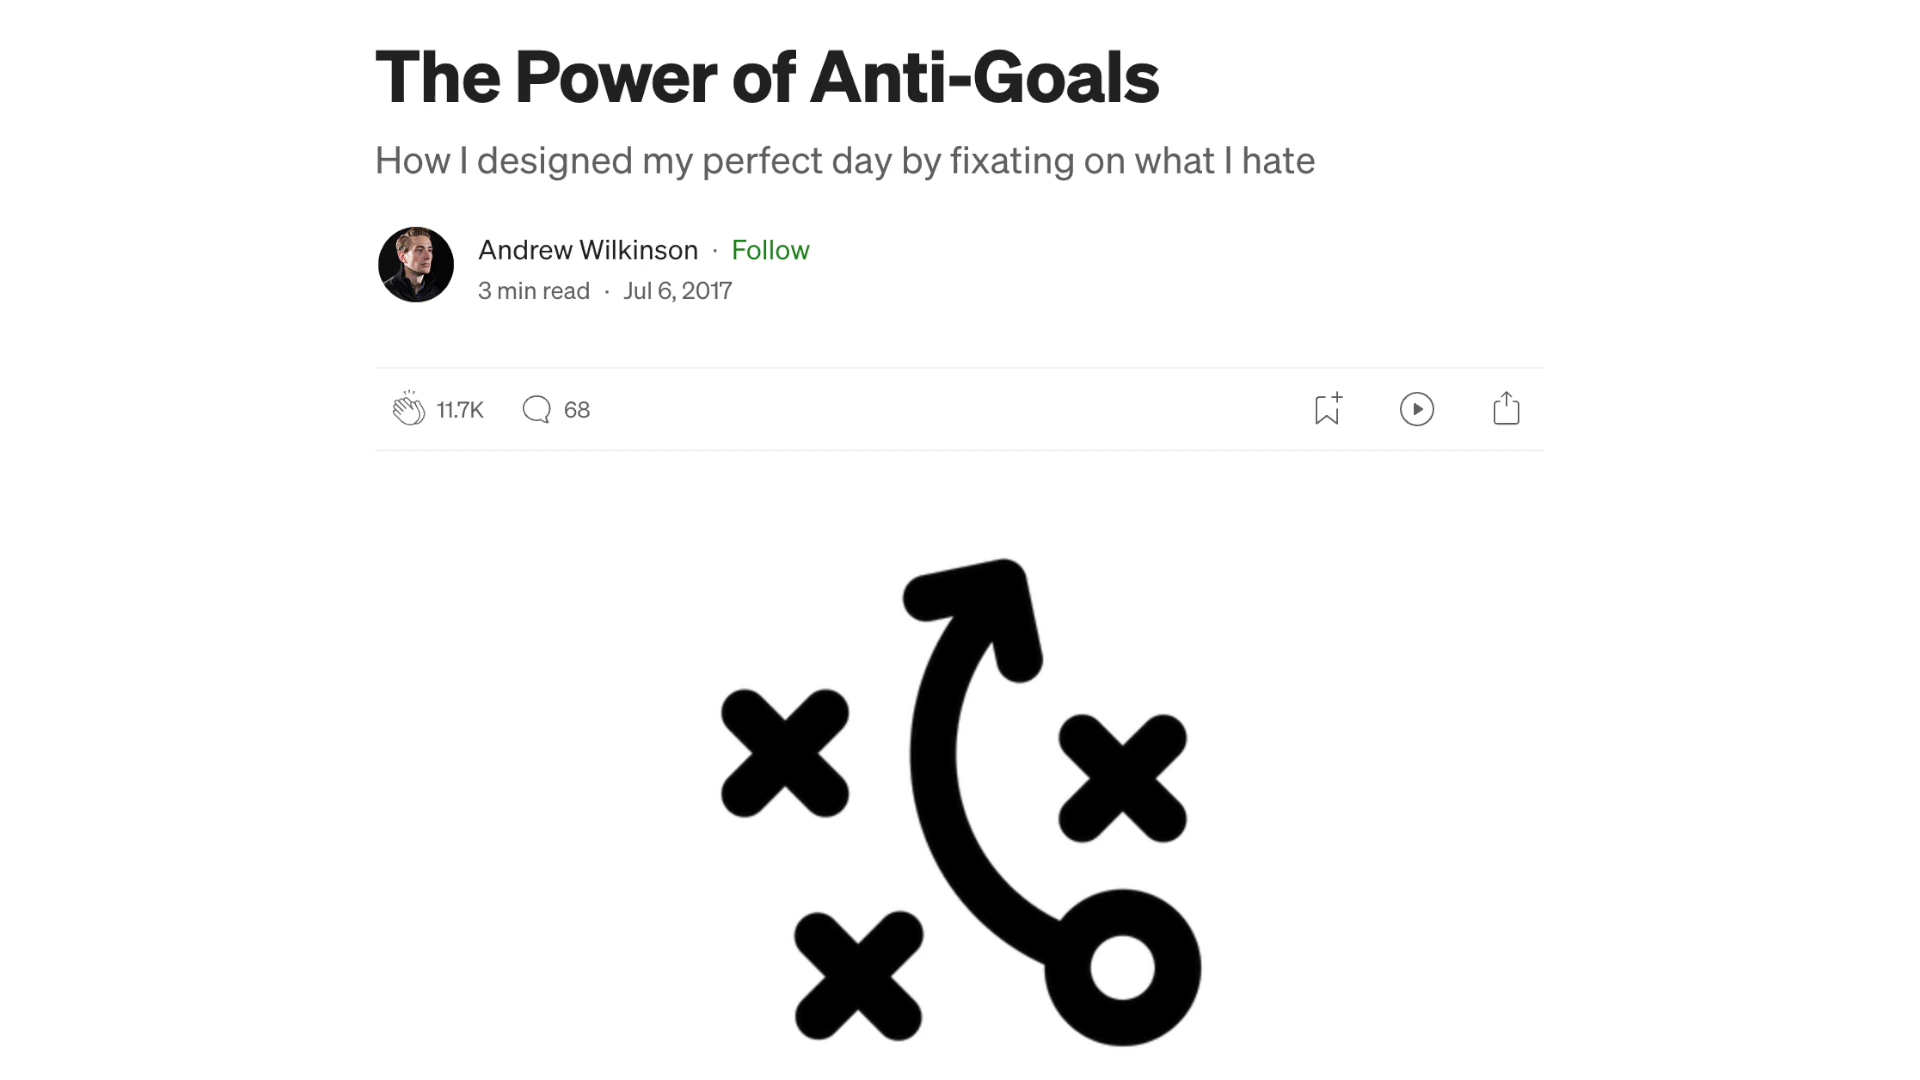 The Power of Anti-Goals
How I designed my perfect day by fixating on what I hate
Andrew Wilkinson · Follow
3 min read · Jul 6, 2017
11.7K 68